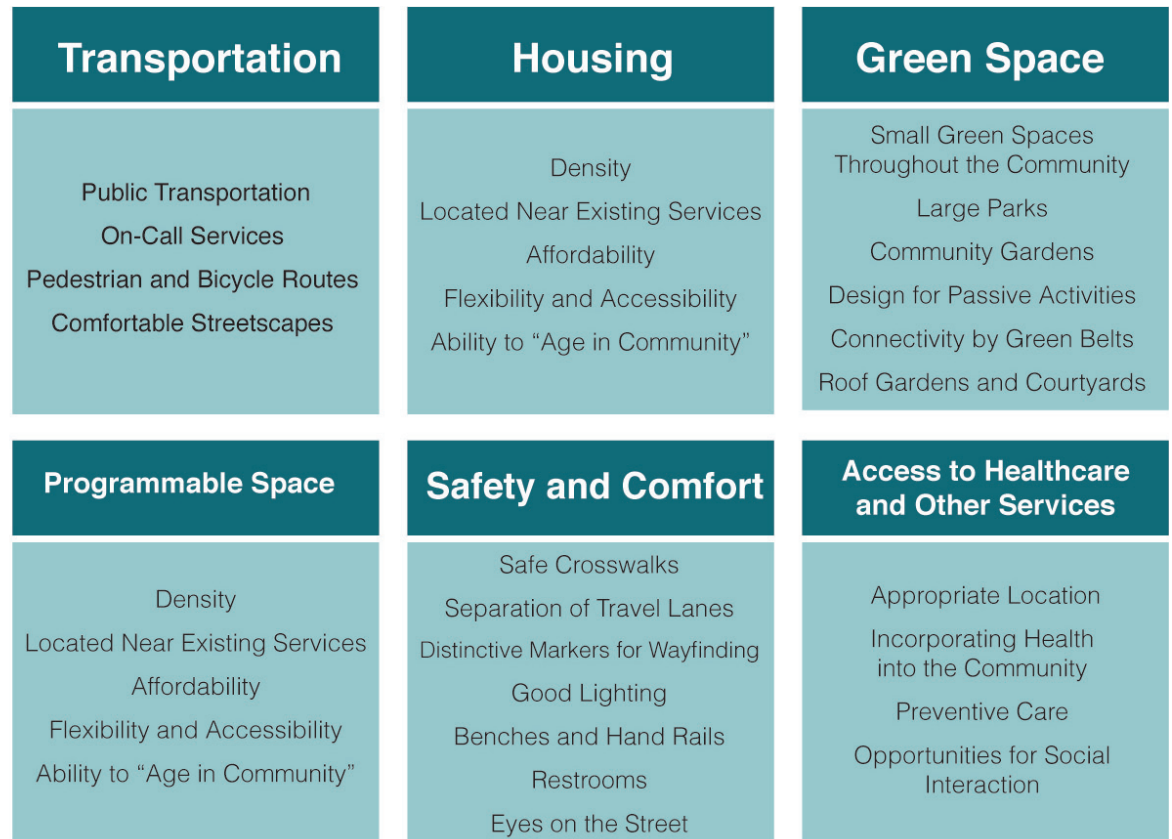 Transportation
Public Transportation
On-Call Services
Pedestrian and Bicycle Routes
Comfortable Streetscapes
Housing
Density
Located Near Existing Services
Affordability
Flexibility and Accessibility
Ability to “Age in Community”
Green Space
Small Green Spaces
Throughout the Community
Large Parks
Community Gardens
Design for Passive Activities
Connectivity by Green Belts
Roof Gardens and Courtyards
Programmable Space
Density
Located Near Existing Services
Affordability
Flexibility and Accessibility
Ability to “Age in Community”
Safety and Comfort
Safe Crosswalks
Separation of Travel Lanes
Distinctive Markers for Wayfinding
Good Lighting
Benches and Hand Rails
Restrooms
Eyes on the Street
Access to Healthcare
and Other Services
Appropriate Location
Incorporating Health
into the Community
Preventive Care
Opportunities for Social
Interaction